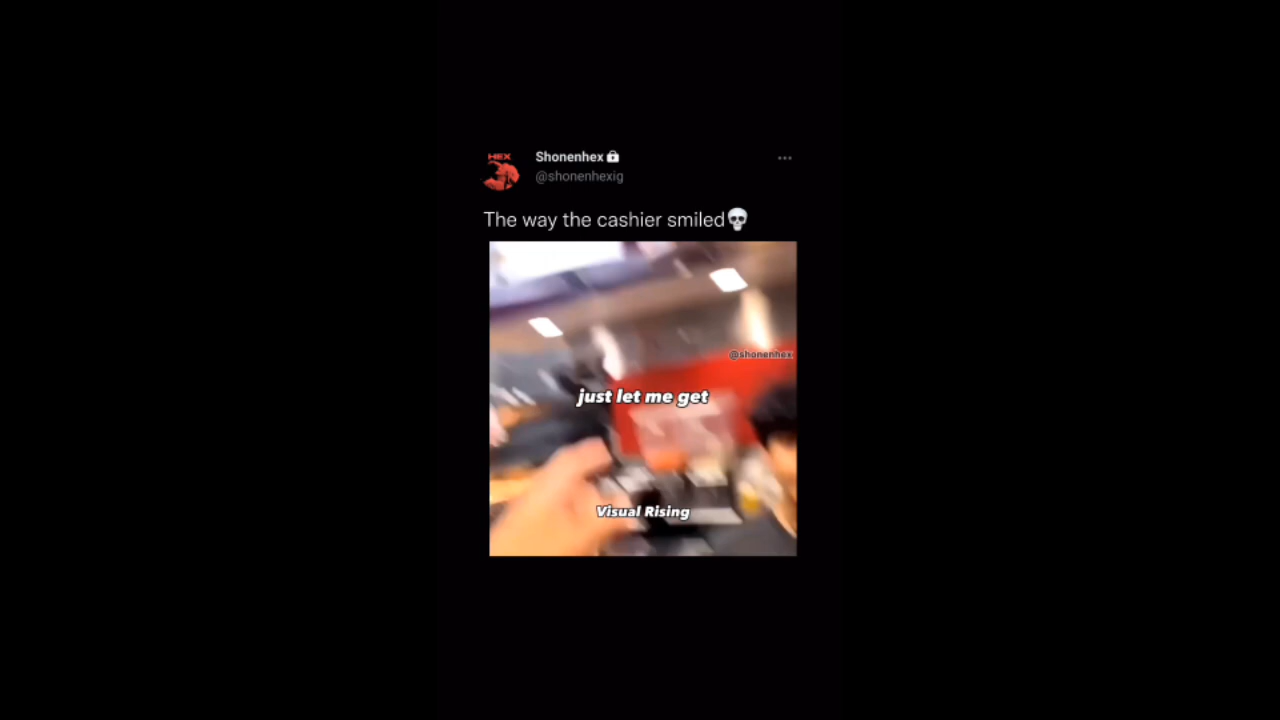 HEX
Shonenhex
@shonenhexig
The way the cashier smiled💀
@shonenhex
just let me get
Visual Rising